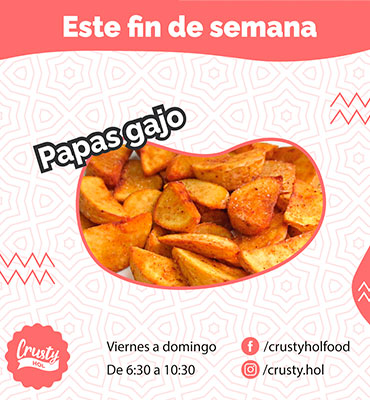 Este fin de semana
Papas gajo
Crusty
HOL
Viernes a domingo
De 6:30 a 10:30
/crustyholfood
/crusty.hol